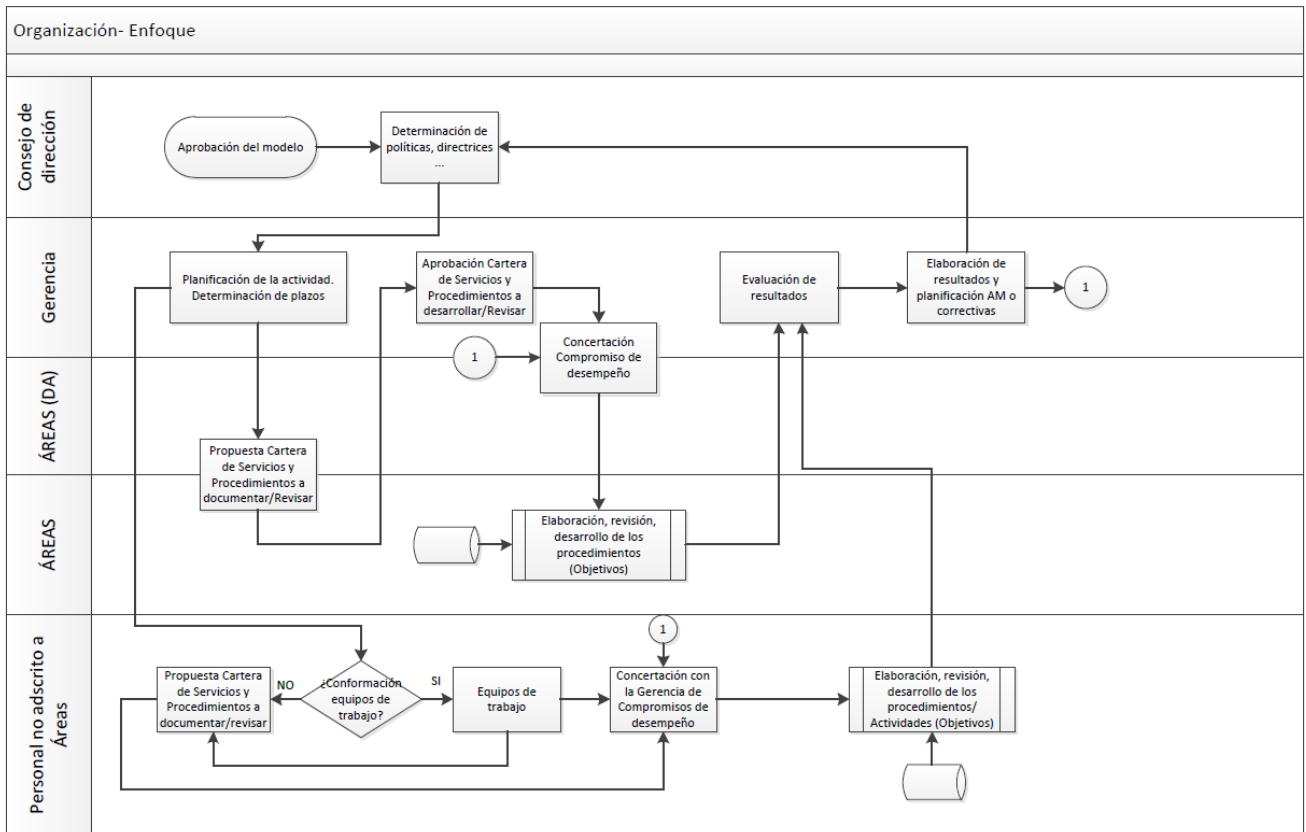 Organización- Enfoque
Consejo de
dirección
Aprobación del modelo
Determinación de
políticas, directrices
...
Gerencia
Planificación de la actividad.
Determinación de plazos
Aprobación Cartera
de Servicios y
Procedimientos a
desarrollar/Revisar
Evaluación de
resultados
Elaboración de
resultados y
planificación AM o
correctivas
1
1
Concertación
Compromiso de
desempeño
ÁREAS (DA)
Propuesta Cartera
de Servicios y
Procedimientos a
documentar/Revisar
ÁREAS
Elaboración, revisión,
desarrollo de los
procedimientos
(Objetivos)
Personal no adscrito a
Áreas
1
Propuesta Cartera
de Servicios y
Procedimientos a
documentar/revisar
NO
¿Conformación
equipos de
trabajo?
SI
Equipos de
trabajo
Concertación con
la Gerencia de
Compromisos de
desempeño
Elaboración, revisión,
desarrollo de los
procedimientos/
Actividades (Objetivos)